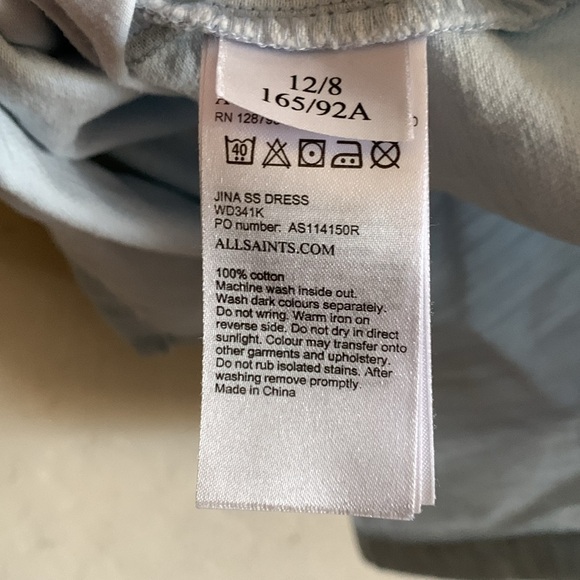 12/8
165/92A
RN 1287
40
JINA SS DRESS
WD341K
PO number: AS114150R
ALLSAINTS.COM
100% cotton
Machine wash inside out.
Wash dark colours separately.
Do not wring. Warm iron on
reverse side. Do not dry in direct
sunlight. Colour may transfer onto
other garments and upholstery.
Do not rub isolated stains. After
washing remove promptly.
Made in China